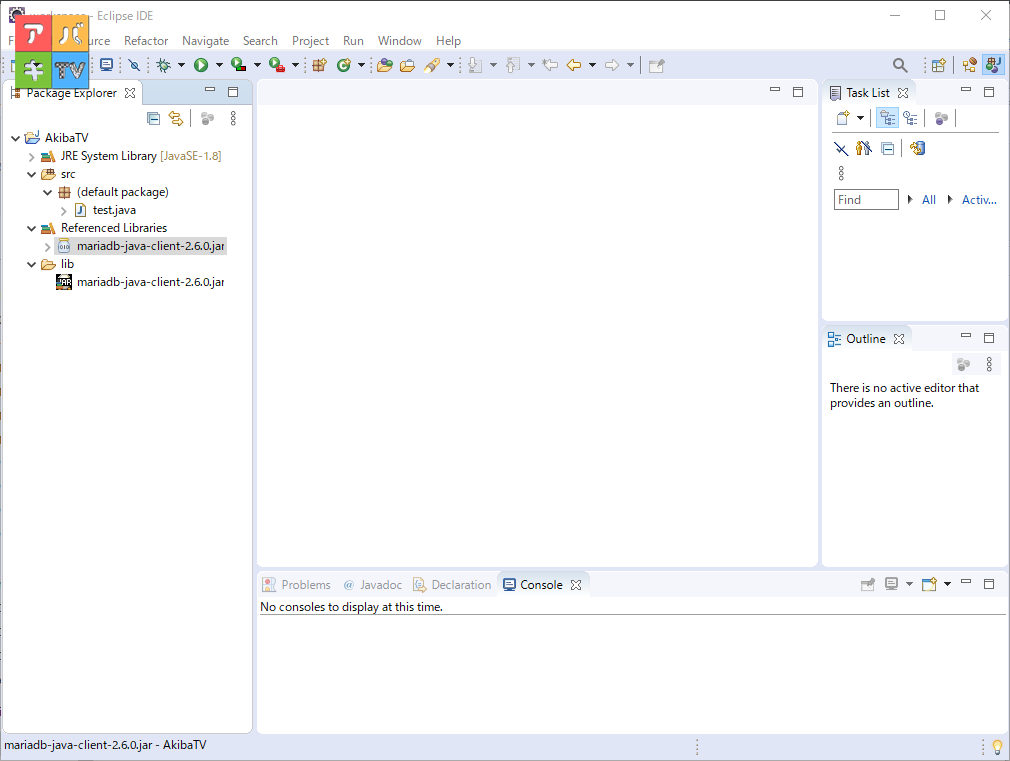 workspace - Eclipse IDE
アバ
キTV
Refactor Navigate Search Project Run Window Help
Package Explorer
AkibaTV
JRE System Library [JavaSE-1.8]
src
(default package)
test.java
Referenced Libraries
mariadb-java-client-2.6.0.jar
lib
mariadb-java-client-2.6.0.jar
Task List
Find All Activ...
Outline
There is no active editor that
provides an outline.
Problems @ Javadoc Declaration Console
No consoles to display at this time.
mariadb-java-client-2.6.0.jar - AkibaTV